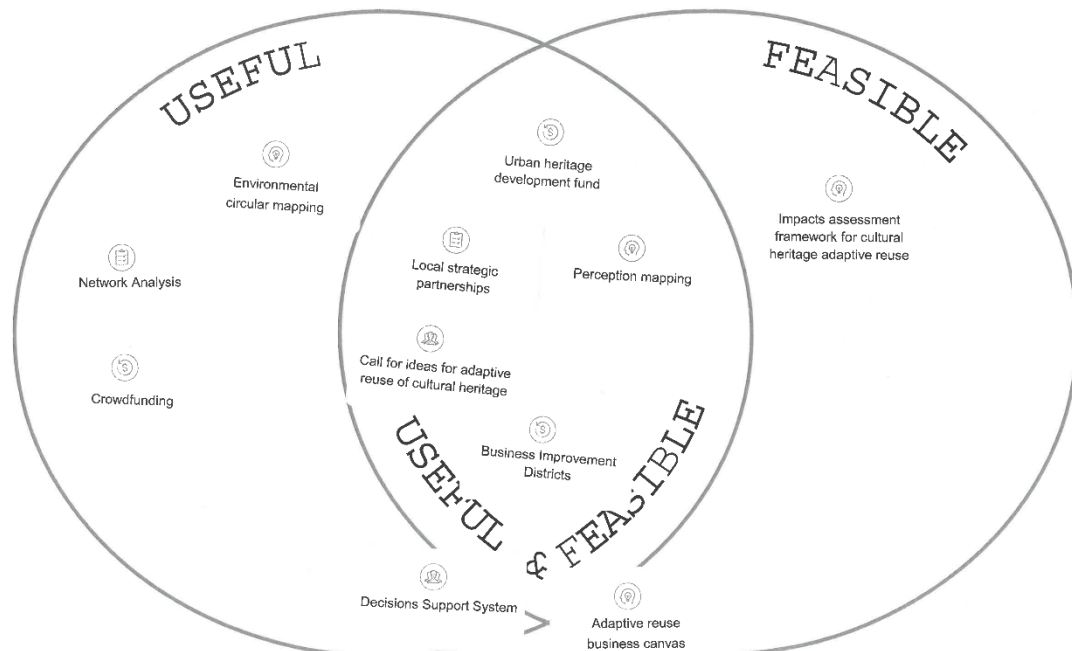 USEFUL
FEASIBLE
Environmental
circular mapping
Network Analysis
Crowdfunding
Urban heritage
development fund
Local strategic
partnerships
Perception mapping
Call for ideas for adaptive
reuse of cultural heritage
Business Improvement
Districts
USEFUL & FEASIBLE
Impacts assessment
framework for cultural
heritage adaptive reuse
Decisions Support System
Adaptive reuse
business canvas